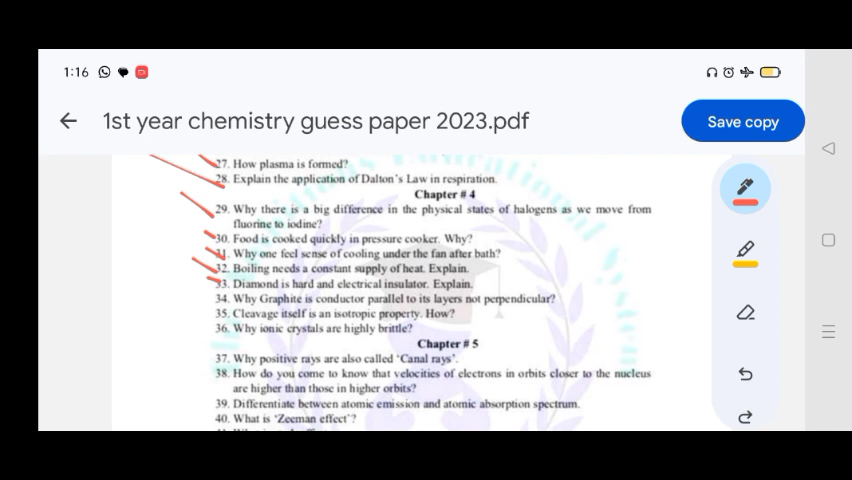 1:16
1st year chemistry guess paper 2023.pdf
Save copy
27. How plasma is formed?
28. Explain the application of Dalton's Law in respiration.
Chapter # 4
29. Why there is a big difference in the physical states of halogens as we move from
fluorine to iodine?
30. Food is cooked quickly in pressure cooker. Why?
31. Why one feel sense of cooling under the fan after bath?
32. Boiling needs a constant supply of heat. Explain.
33. Diamond is hard and electrical insulator. Explain.
34. Why Graphite is conductor parallel to its layers not perpendicular?
35. Cleavage itself is an isotropic property. How?
36. Why ionic crystals are highly brittle?
Chapter # 5
37. Why positive rays are also called 'Canal rays'.
38. How do you come to know that velocities of electrons in orbits closer to the nucleus
are higher than those in higher orbits?
39. Differentiate between atomic emission and atomic absorption spectrum.
40. What is 'Zeeman effect'?